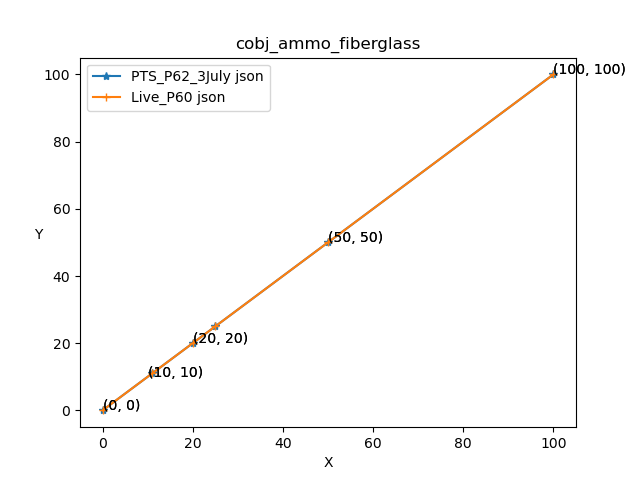 cobj_ammo_fiberglass
PTS_P62_3July json
Live_P60 json
100
80
60
40
20
0
Y
(100, 100)
(50, 50)
(20, 20)
(10, 10)
(0, 0)
0 20 40 60 80 100
X